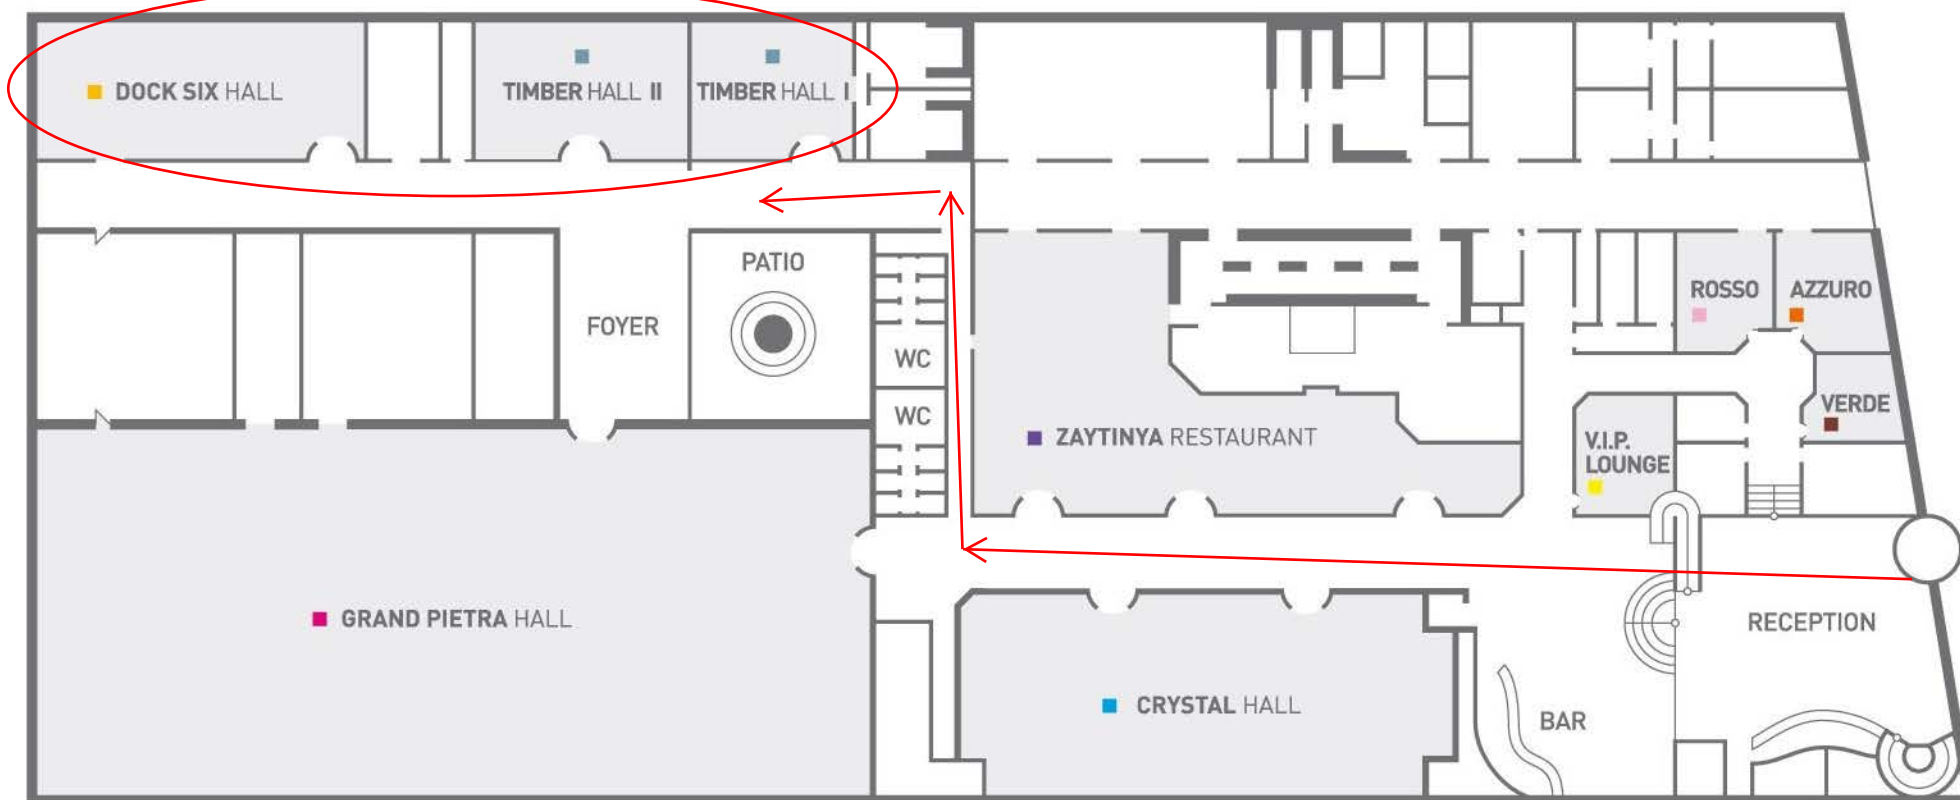 DOCK SIX HALL
TIMBER HALL II
TIMBER HALL I
PATIO
FOYER
WC
WC
ROSSO
AZZURO
VERDE
V.I.P.
LOUNGE
ZAYTINYA RESTAURANT
GRAND PIETRA HALL
CRYSTAL HALL
BAR
RECEPTION